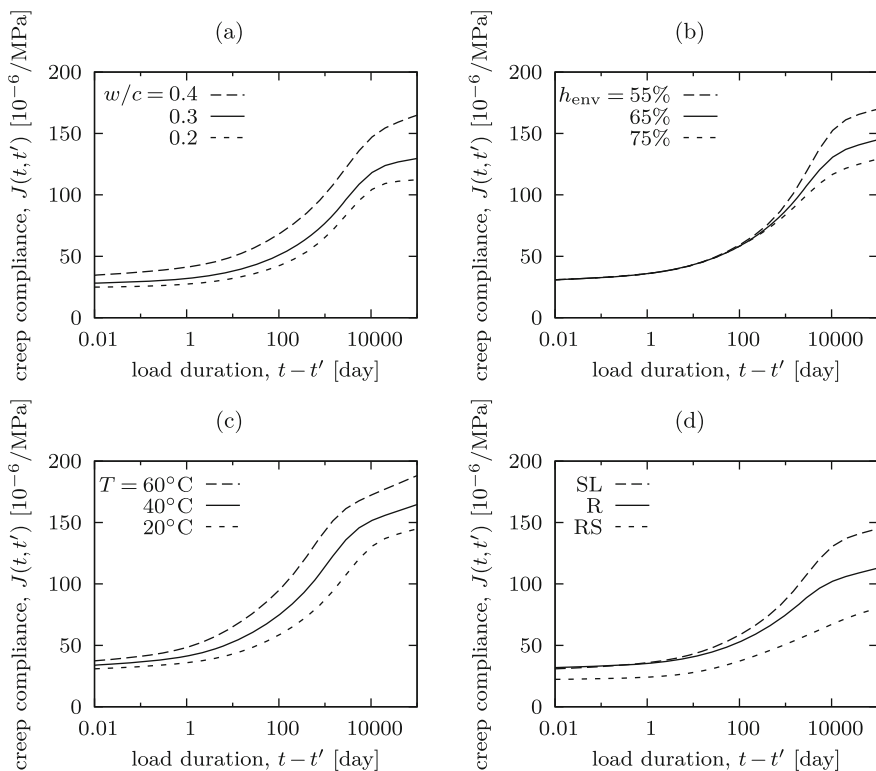 (a)
creep compliance, J(t,t′) [10⁻⁶/MPa]
200
150
100
50
0
w/c = 0.4
0.3
0.2
0.01
1
100
10000
load duration, t − t′ [day]
(b)
creep compliance, J(t,t′) [10⁻⁶/MPa]
200
150
100
50
0
h_env = 55%
65%
75%
0.01
1
100
10000
load duration, t − t′ [day]
(c)
creep compliance, J(t,t′) [10⁻⁶/MPa]
200
150
100
50
0
T = 60°C
40°C
20°C
0.01
1
100
10000
load duration, t − t′ [day]
(d)
creep compliance, J(t,t′) [10⁻⁶/MPa]
200
150
100
50
0
SL
R
RS
0.01
1
100
10000
load duration, t − t′ [day]